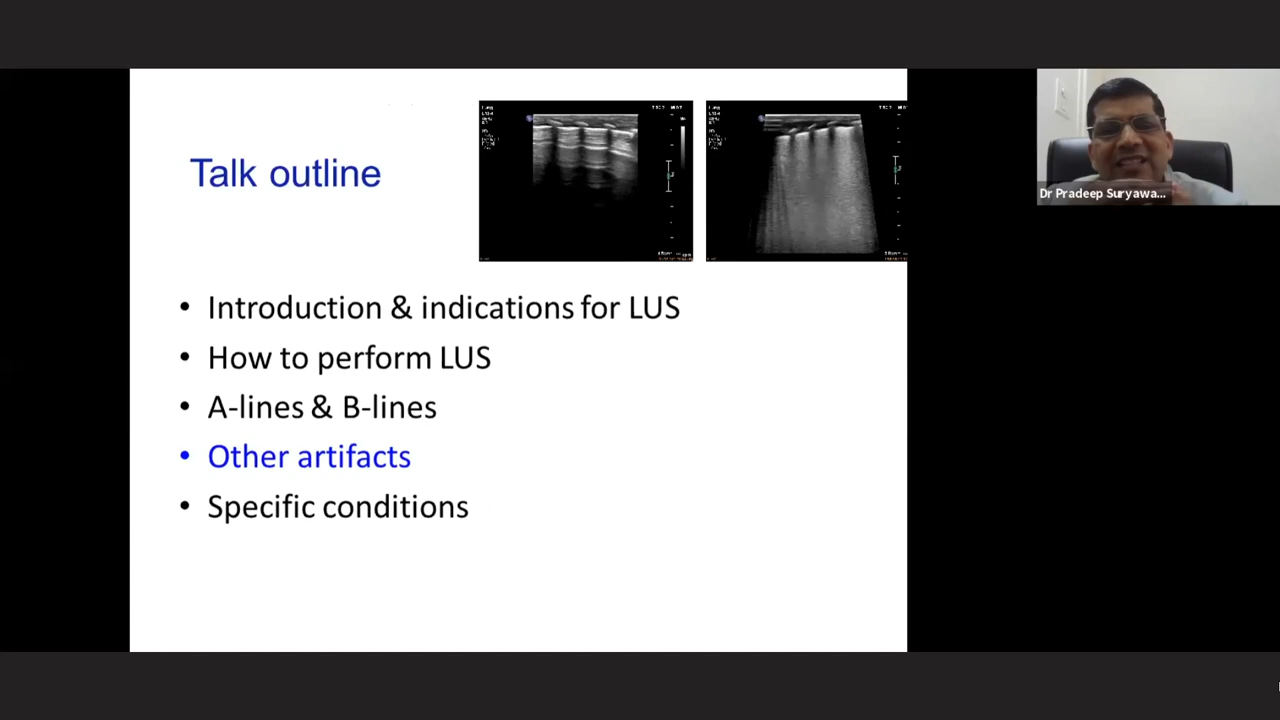 Talk outline
Introduction & indications for LUS
How to perform LUS
A-lines & B-lines
Other artifacts
Specific conditions
Dr Pradeep Suryawa...